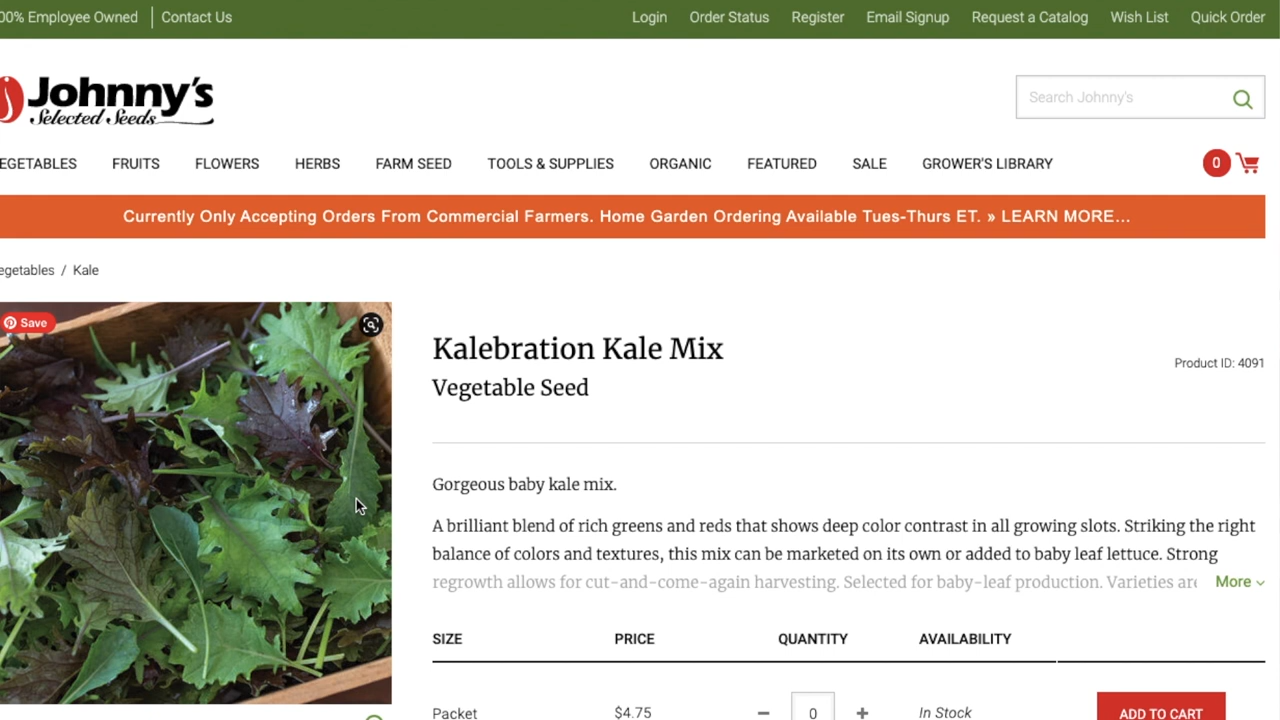 00% Employee Owned Contact Us Login Order Status Register Email Signup Request a Catalog Wish List Quick Order
Johnny's
Selected Seeds
Search Johnny's
EGETABLES FRUITS FLOWERS HERBS FARM SEED TOOLS & SUPPLIES ORGANIC FEATURED SALE GROWER'S LIBRARY 0
Currently Only Accepting Orders From Commercial Farmers. Home Garden Ordering Available Tues-Thurs ET. » LEARN MORE...
egetables / Kale
Save
Kalebration Kale Mix
Product ID: 4091
Vegetable Seed
Gorgeous baby kale mix.
A brilliant blend of rich greens and reds that shows deep color contrast in all growing slots. Striking the right
balance of colors and textures, this mix can be marketed on its own or added to baby leaf lettuce. Strong
regrowth allows for cut-and-come-again harvesting. Selected for baby-leaf production. Varieties are More
SIZE PRICE QUANTITY AVAILABILITY
Packet $4.75 − 0 + In Stock ADD TO CART